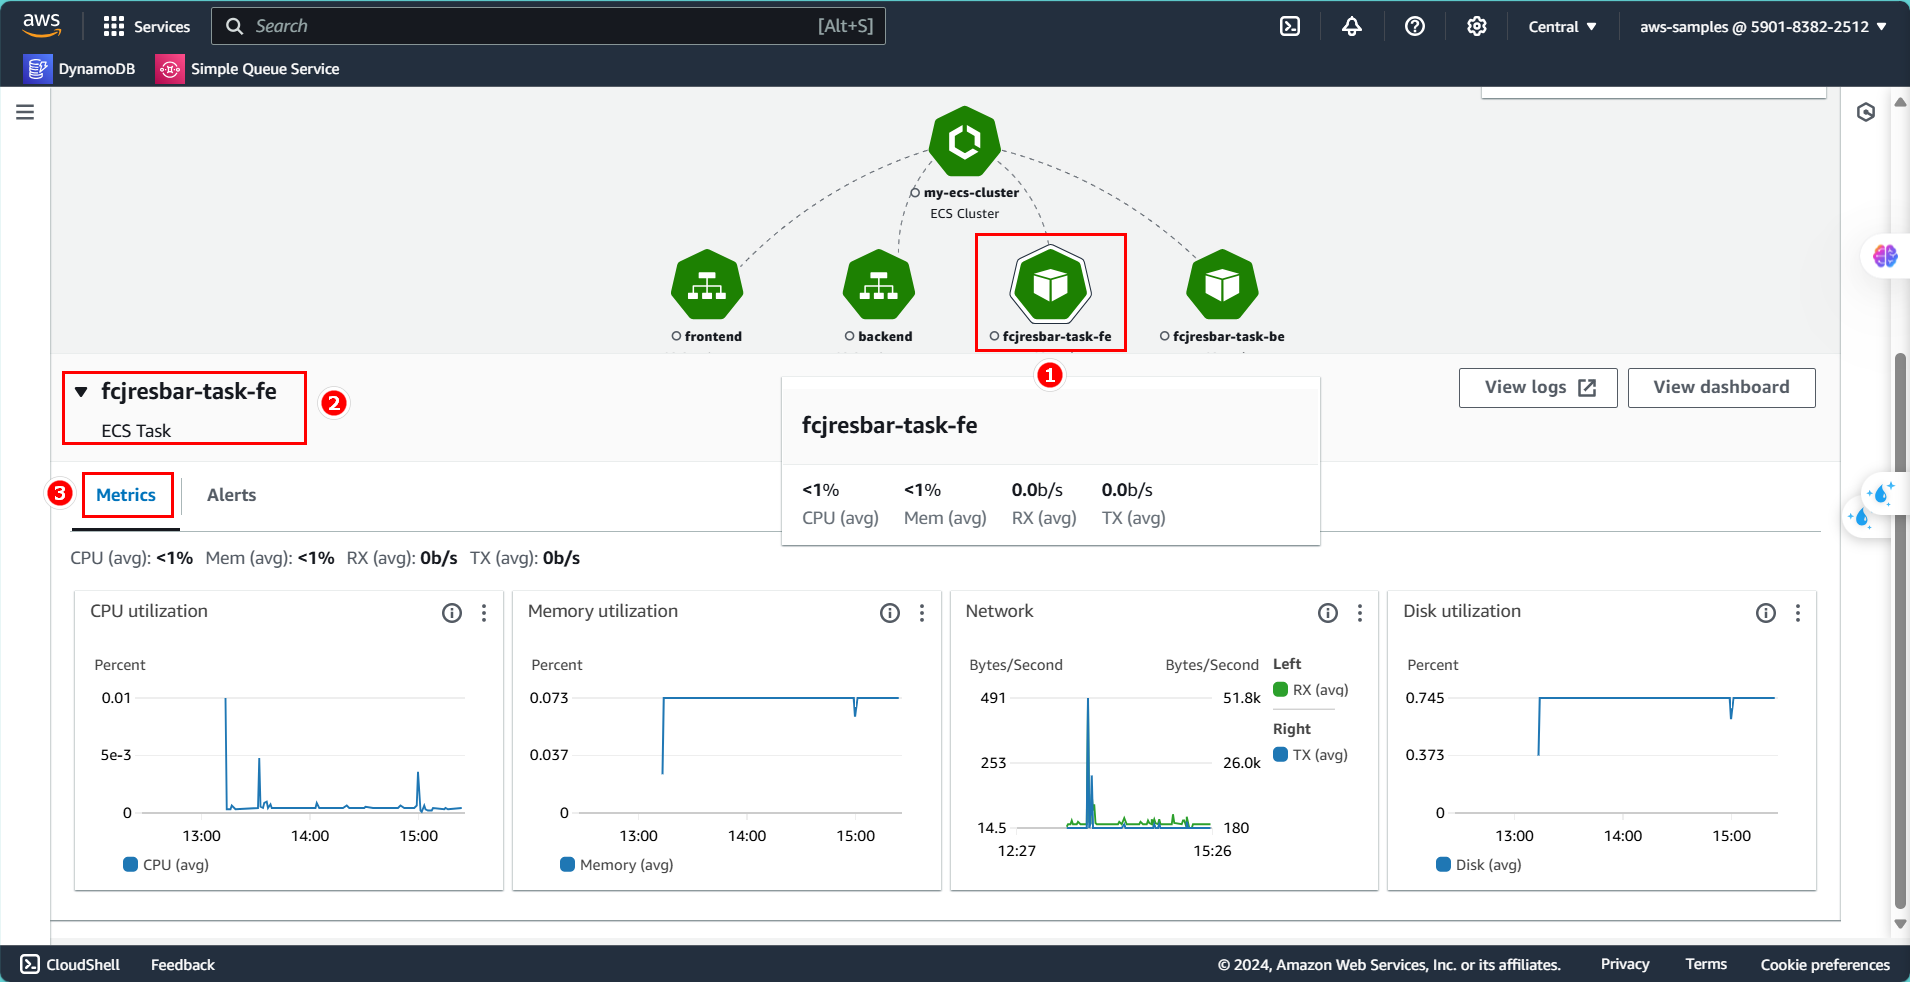 aws
Services
Search
[Alt+S]
Central ▼
aws-samples @ 5901-8382-2512 ▼
DynamoDB
Simple Queue Service
my-ecs-cluster
ECS Cluster
frontend
backend
fcjresbar-task-fe
fcjresbar-task-be
1
▼ fcjresbar-task-fe
ECS Task
2
View logs
View dashboard
fcjresbar-task-fe
<1% <1% 0.0b/s 0.0b/s
CPU (avg) Mem (avg) RX (avg) TX (avg)
3
Metrics
Alerts
CPU (avg): <1% Mem (avg): <1% RX (avg): 0b/s TX (avg): 0b/s
CPU utilization
Percent
0.01
5e-3
0
13:00 14:00 15:00
CPU (avg)
Memory utilization
Percent
0.073
0.037
0
13:00 14:00 15:00
Memory (avg)
Network
Bytes/Second Bytes/Second
491 51.8k
253 26.0k
14.5 180
12:27 15:26
Left
RX (avg)
Right
TX (avg)
Disk utilization
Percent
0.745
0.373
0
13:00 14:00 15:00
Disk (avg)
CloudShell
Feedback
© 2024, Amazon Web Services, Inc. or its affiliates.
Privacy
Terms
Cookie preferences